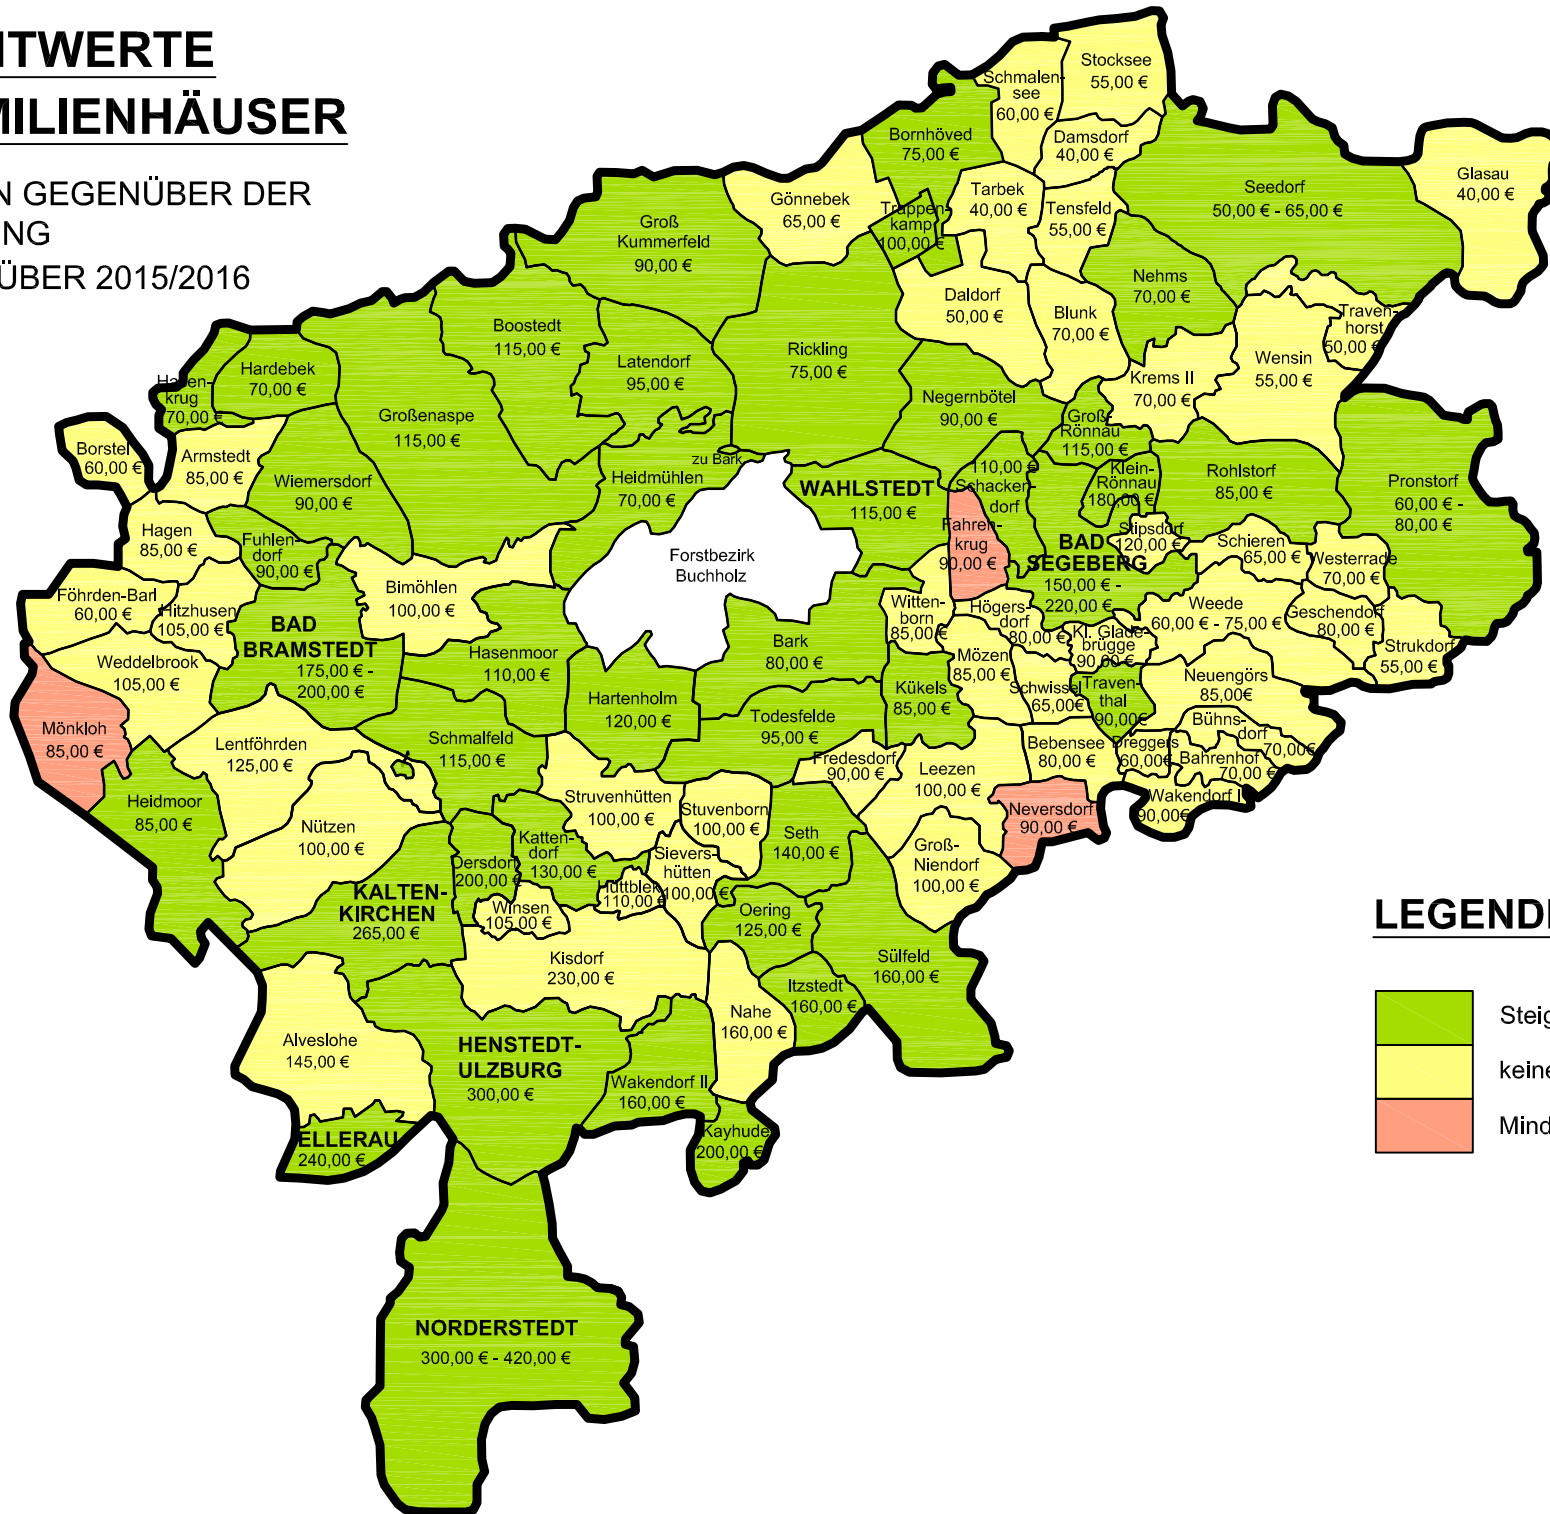 ITWERTE
MILIENHÄUSER
N GEGENÜBER DER
NG
ÜBER 2015/2016
Stocksee
55,00 €
Schmalen-
see
60,00 €
Bornhöved
75,00 €
Damsdorf
40,00 €
Glasau
40,00 €
Seedorf
50,00 € - 65,00 €
Gönnebek
65,00 €
Tarbek
40,00 €
Tensfeld
55,00 €
Trappen-
kamp
100,00 €
Groß
Kummerfeld
90,00 €
Nehms
70,00 €
Daldorf
50,00 €
Blunk
70,00 €
Traven-
horst
50,00 €
Boostedt
115,00 €
Rickling
75,00 €
Wensin
55,00 €
Latendorf
95,00 €
Krems II
70,00 €
Hardebek
70,00 €
Hasen-
krug
70,00 €
Großenaspe
115,00 €
Negernbötel
90,00 €
Groß-
Rönnau
115,00 €
Borstel
60,00 €
Armstedt
85,00 €
zu Bark
Heidmühlen
70,00 €
Wiemersdorf
90,00 €
WAHLSTEDT
115,00 €
110,00 €
Schacken-
dorf
Klein-
Rönnau
180,00 €
Rohlstorf
85,00 €
Pronstorf
60,00 € -
80,00 €
Hagen
85,00 €
Fuhlen-
dorf
90,00 €
Fahren-
krug
90,00 €
Stipsdorf
120,00 €
Schieren
65,00 €
Westerrade
70,00 €
BAD
SEGEBERG
150,00 € -
220,00 €
Forstbezirk
Buchholz
Föhrden-Barl
60,00 €
Hitzhusen
105,00 €
Bimöhlen
100,00 €
Witten-
born
85,00 €
Högers-
dorf
80,00 €
Weede
60,00 € - 75,00 €
Geschendorf
80,00 €
Strukdorf
55,00 €
BAD
BRAMSTEDT
175,00 € -
200,00 €
Bark
80,00 €
Kl. Glade-
brügge
90,00 €
Weddelbrook
105,00 €
Hasenmoor
110,00 €
Mözen
85,00 €
Neuengörs
85,00€
Hartenholm
120,00 €
Kükels
85,00 €
Schwissel
65,00€
Traven-
thal
90,00€
Mönkloh
85,00 €
Todesfelde
95,00 €
Bühns-
dorf
70,00€
Lentföhrden
125,00 €
Schmalfeld
115,00 €
Bebensee
80,00 €
Dreggers
60,00€
Bahrenhof
70,00 €
Fredesdorf
90,00 €
Leezen
100,00 €
Heidmoor
85,00 €
Struvenhütten
100,00 €
Stuvenborn
100,00 €
Neversdorf
90,00 €
Wakendorf I
90,00€
Nützen
100,00 €
Seth
140,00 €
Katten-
dorf
130,00 €
Sievers-
hütten
100,00 €
Groß-
Niendorf
100,00 €
Oersdorf
200,00 €
Hüttblek
110,00 €
KALTEN-
KIRCHEN
265,00 €
Winsen
105,00 €
Oering
125,00 €
LEGENDE
Kisdorf
230,00 €
Sülfeld
160,00 €
Itzstedt
160,00 €
Nahe
160,00 €
Steig
Alveslohe
145,00 €
HENSTEDT-
ULZBURG
300,00 €
keine
Wakendorf II
160,00 €
Mind
ELLERAU
240,00 €
Kayhude
200,00 €
NORDERSTEDT
300,00 € - 420,00 €